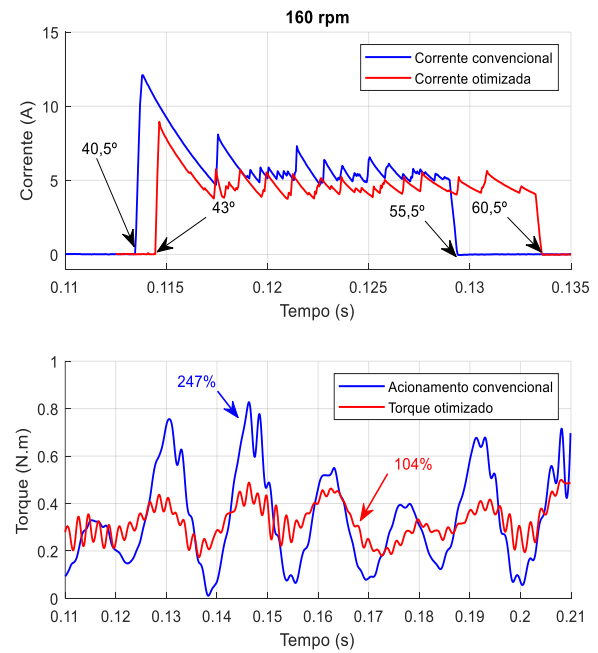 160 rpm
15
10
5
0
Corrente (A)
Corrente convencional
Corrente otimizada
40,5º
43º
55,5º
60,5º
0.11
0.115
0.12
0.125
0.13
0.135
Tempo (s)
1
0.8
0.6
0.4
0.2
0
Torque (N.m)
247%
104%
Acionamento convencional
Torque otimizado
0.11
0.12
0.13
0.14
0.15
0.16
0.17
0.18
0.19
0.2
0.21
Tempo (s)